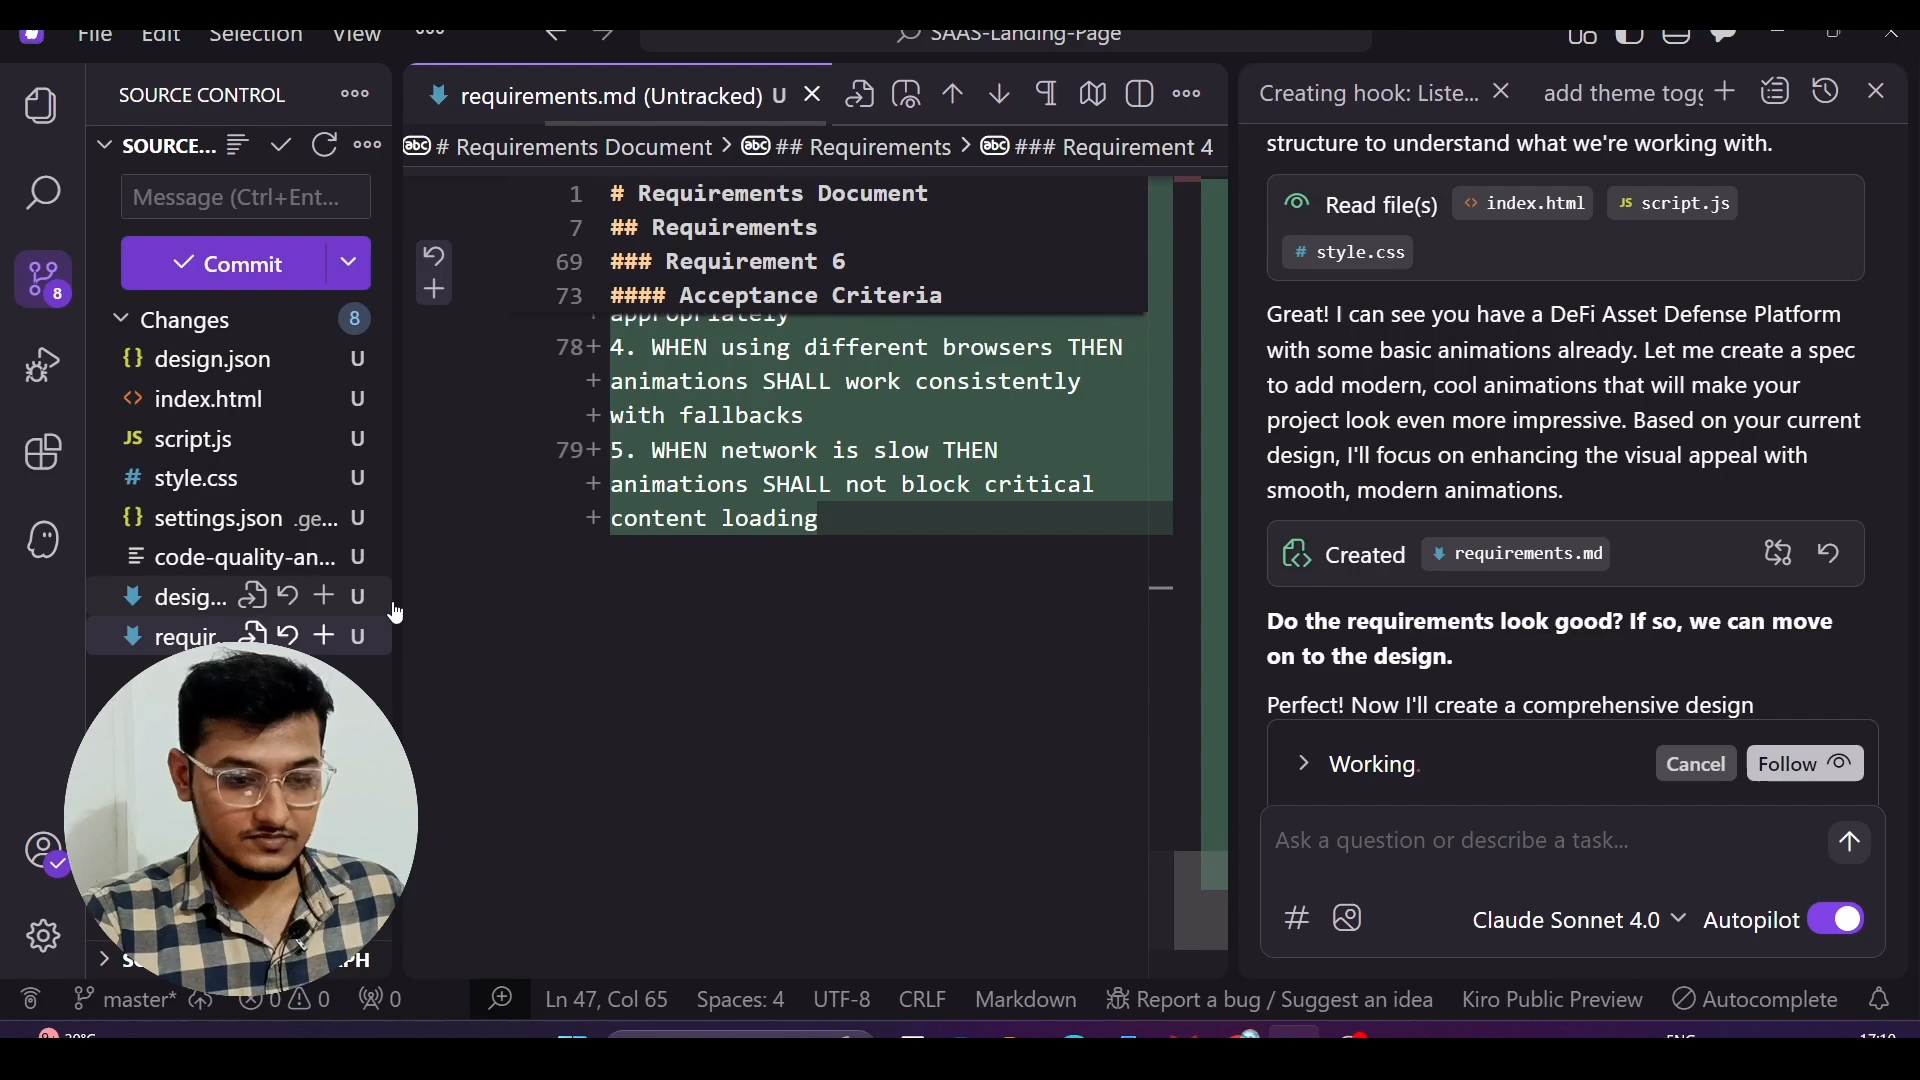 File Edit Selection View
SAAS-Landing-Page
SOURCE CONTROL
SOURCE...
Message (Ctrl+Ent...
Commit
Changes 8
{} design.json U
<> index.html U
JS script.js U
# style.css U
{} settings.json .ge... U
code-quality-an... U
desig... U
requir... U
8
requirements.md (Untracked) U
# Requirements Document > ## Requirements > ### Requirement 4
1 # Requirements Document
7 ## Requirements
69 ### Requirement 6
73 #### Acceptance Criteria
appropriately
78+ 4. WHEN using different browsers THEN
+ animations SHALL work consistently
+ with fallbacks
79+ 5. WHEN network is slow THEN
+ animations SHALL not block critical
+ content loading
Creating hook: Liste... add theme togg
structure to understand what we're working with.
Read file(s) <> index.html JS script.js
# style.css
Great! I can see you have a DeFi Asset Defense Platform
with some basic animations already. Let me create a spec
to add modern, cool animations that will make your
project look even more impressive. Based on your current
design, I'll focus on enhancing the visual appeal with
smooth, modern animations.
Created requirements.md
Do the requirements look good? If so, we can move
on to the design.
Perfect! Now I'll create a comprehensive design
Working. Cancel Follow
Ask a question or describe a task...
# Claude Sonnet 4.0 Autopilot
master* 0 0 0 Ln 47, Col 65 Spaces: 4 UTF-8 CRLF Markdown Report a bug / Suggest an idea Kiro Public Preview Autocomplete